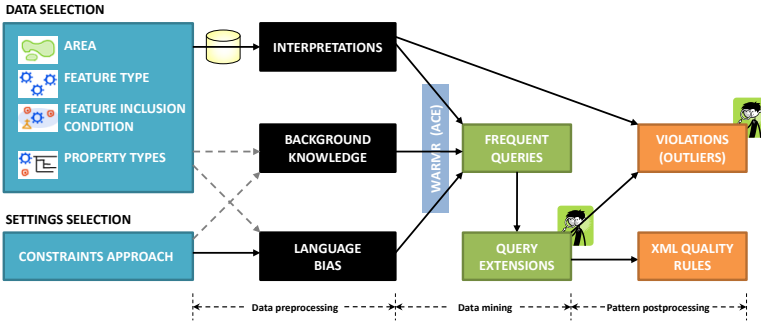 DATA SELECTION
AREA
FEATURE TYPE
FEATURE INCLUSION
CONDITION
PROPERTY TYPES
SETTINGS SELECTION
CONSTRAINTS APPROACH
INTERPRETATIONS
BACKGROUND
KNOWLEDGE
LANGUAGE
BIAS
WARMR (ACE)
FREQUENT
QUERIES
QUERY
EXTENSIONS
VIOLATIONS
(OUTLIERS)
XML QUALITY
RULES
Data preprocessing
Data mining
Pattern postprocessing